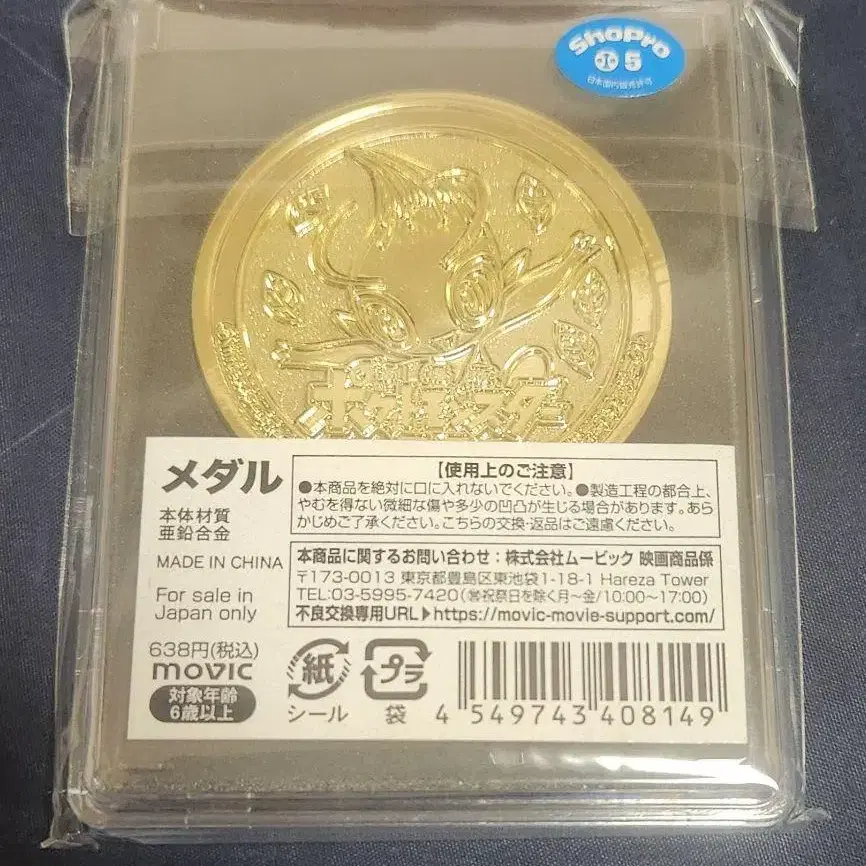 ShoPro
小 5
日本国内販売許可
ポケットモンスター
メダル
本体材質
亜鉛合金
MADE IN CHINA
For sale in
Japan only
638円(税込)
movic
対象年齢
6歳以上
【使用上のご注意】
●本商品を絶対に口に入れないでください。●製造工程の都合上、
やむを得ない微細な傷や多少の凹凸が生じる場合があります。あら
かじめご了承ください。こちらの交換・返品はご遠慮ください。
本商品に関するお問い合わせ：株式会社ムービック 映画商品係
〒173-0013 東京都豊島区東池袋1-18-1 Hareza Tower
TEL:03-5995-7420(㊗祝祭日を除く月〜金/10:00〜17:00)
不良交換専用URL▶https://movic-movie-support.com/
紙
シール
プラ
袋
4 549743 408149